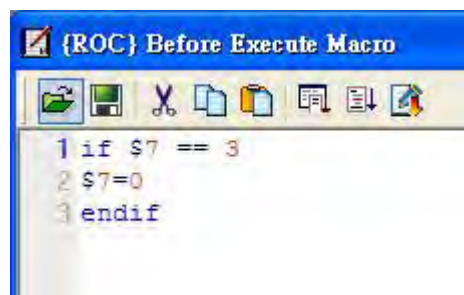 {ROC} Before Execute Macro
1 if $7 == 3
2 $7=0
3 endif